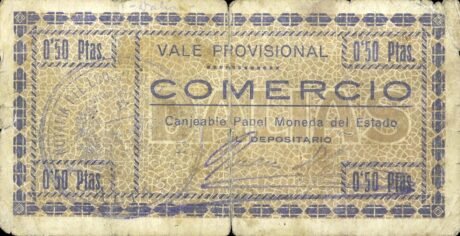 0'50 Ptas.
VALE PROVISIONAL
0'50 Ptas.
COMERCIO
Canjeable Papel Moneda del Estado
EL DEPOSITARIO
0'50 Ptas.
0'50 Ptas.